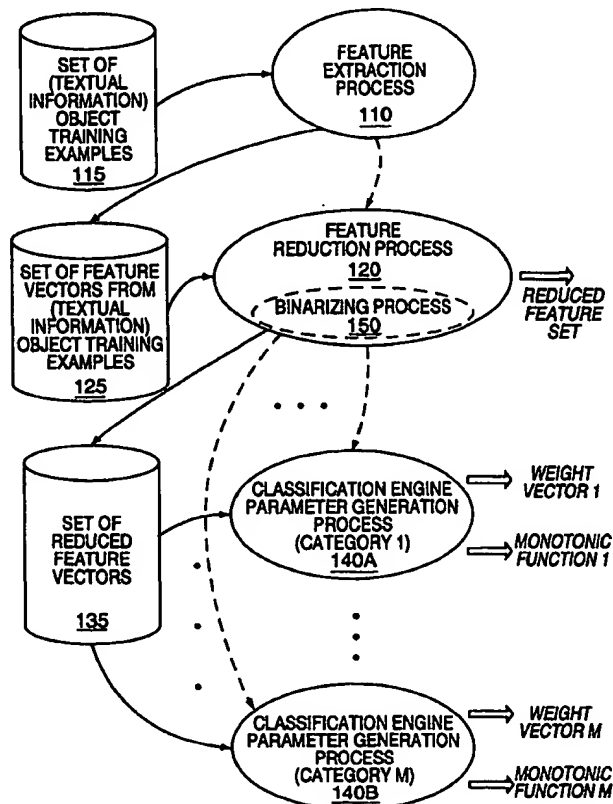 SET OF
(TEXTUAL
INFORMATION)
OBJECT
TRAINING
EXAMPLES
115
FEATURE
EXTRACTION
PROCESS
110
SET OF FEATURE
VECTORS FROM
(TEXTUAL
INFORMATION)
OBJECT TRAINING
EXAMPLES
125
FEATURE
REDUCTION PROCESS
120
BINARIZING PROCESS
150
REDUCED
FEATURE
SET
SET OF
REDUCED
FEATURE
VECTORS
135
CLASSIFICATION ENGINE
PARAMETER GENERATION
PROCESS
(CATEGORY 1)
140A
WEIGHT
VECTOR 1
MONOTONIC
FUNCTION 1
CLASSIFICATION ENGINE
PARAMETER GENERATION
PROCESS
(CATEGORY M)
140B
WEIGHT
VECTOR M
MONOTONIC
FUNCTION M